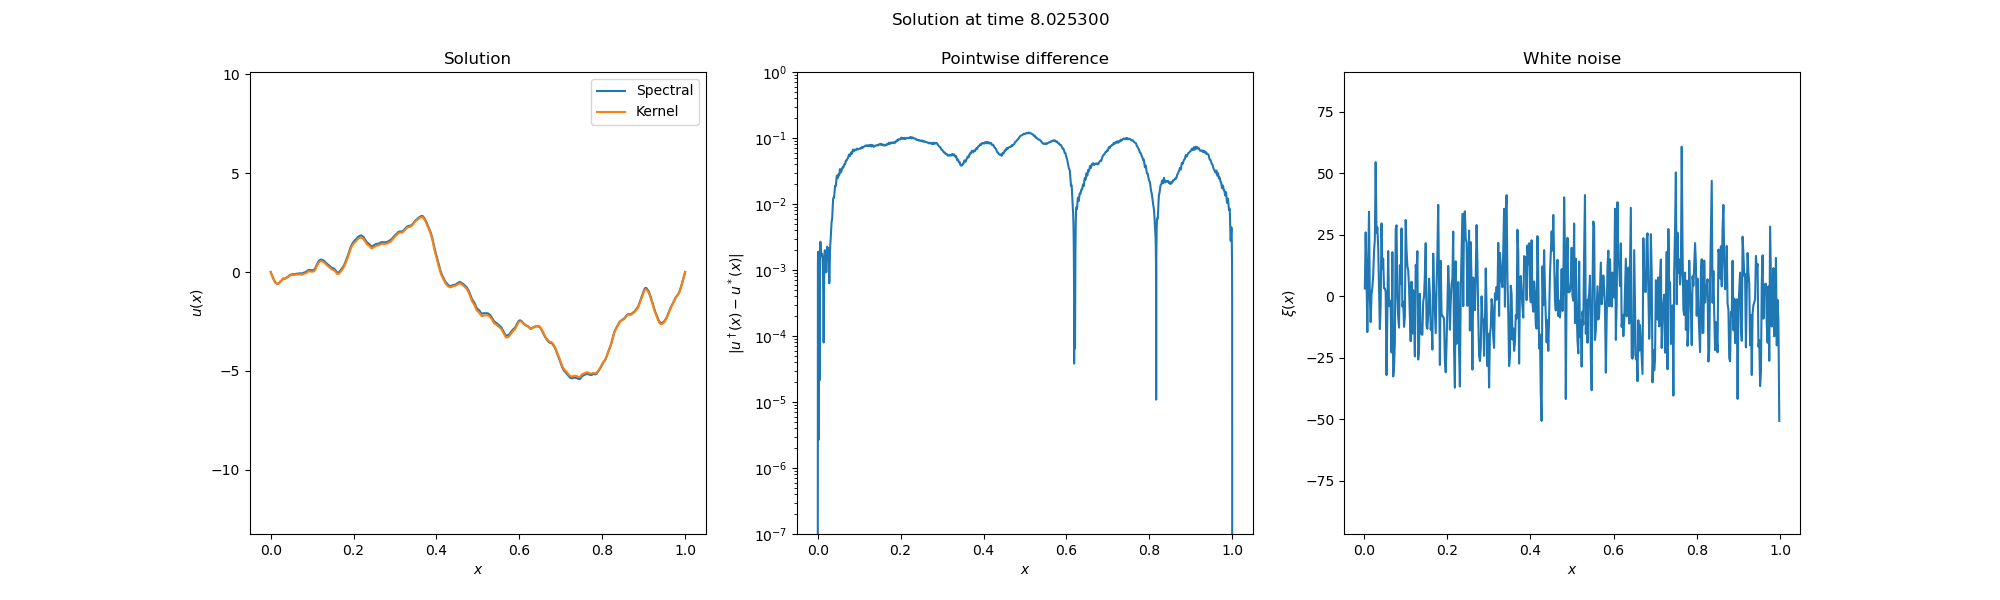 Solution at time 8.025300
Solution
10
5
0
−5
−10
0.0 0.2 0.4 0.6 0.8 1.0
x
u(x)
Spectral
Kernel
Pointwise difference
10⁰
10⁻¹
10⁻²
10⁻³
10⁻⁴
10⁻⁵
10⁻⁶
10⁻⁷
0.0 0.2 0.4 0.6 0.8 1.0
x
|u†(x) − u*(x)|
White noise
75
50
25
0
−25
−50
−75
0.0 0.2 0.4 0.6 0.8 1.0
x
ξ(x)